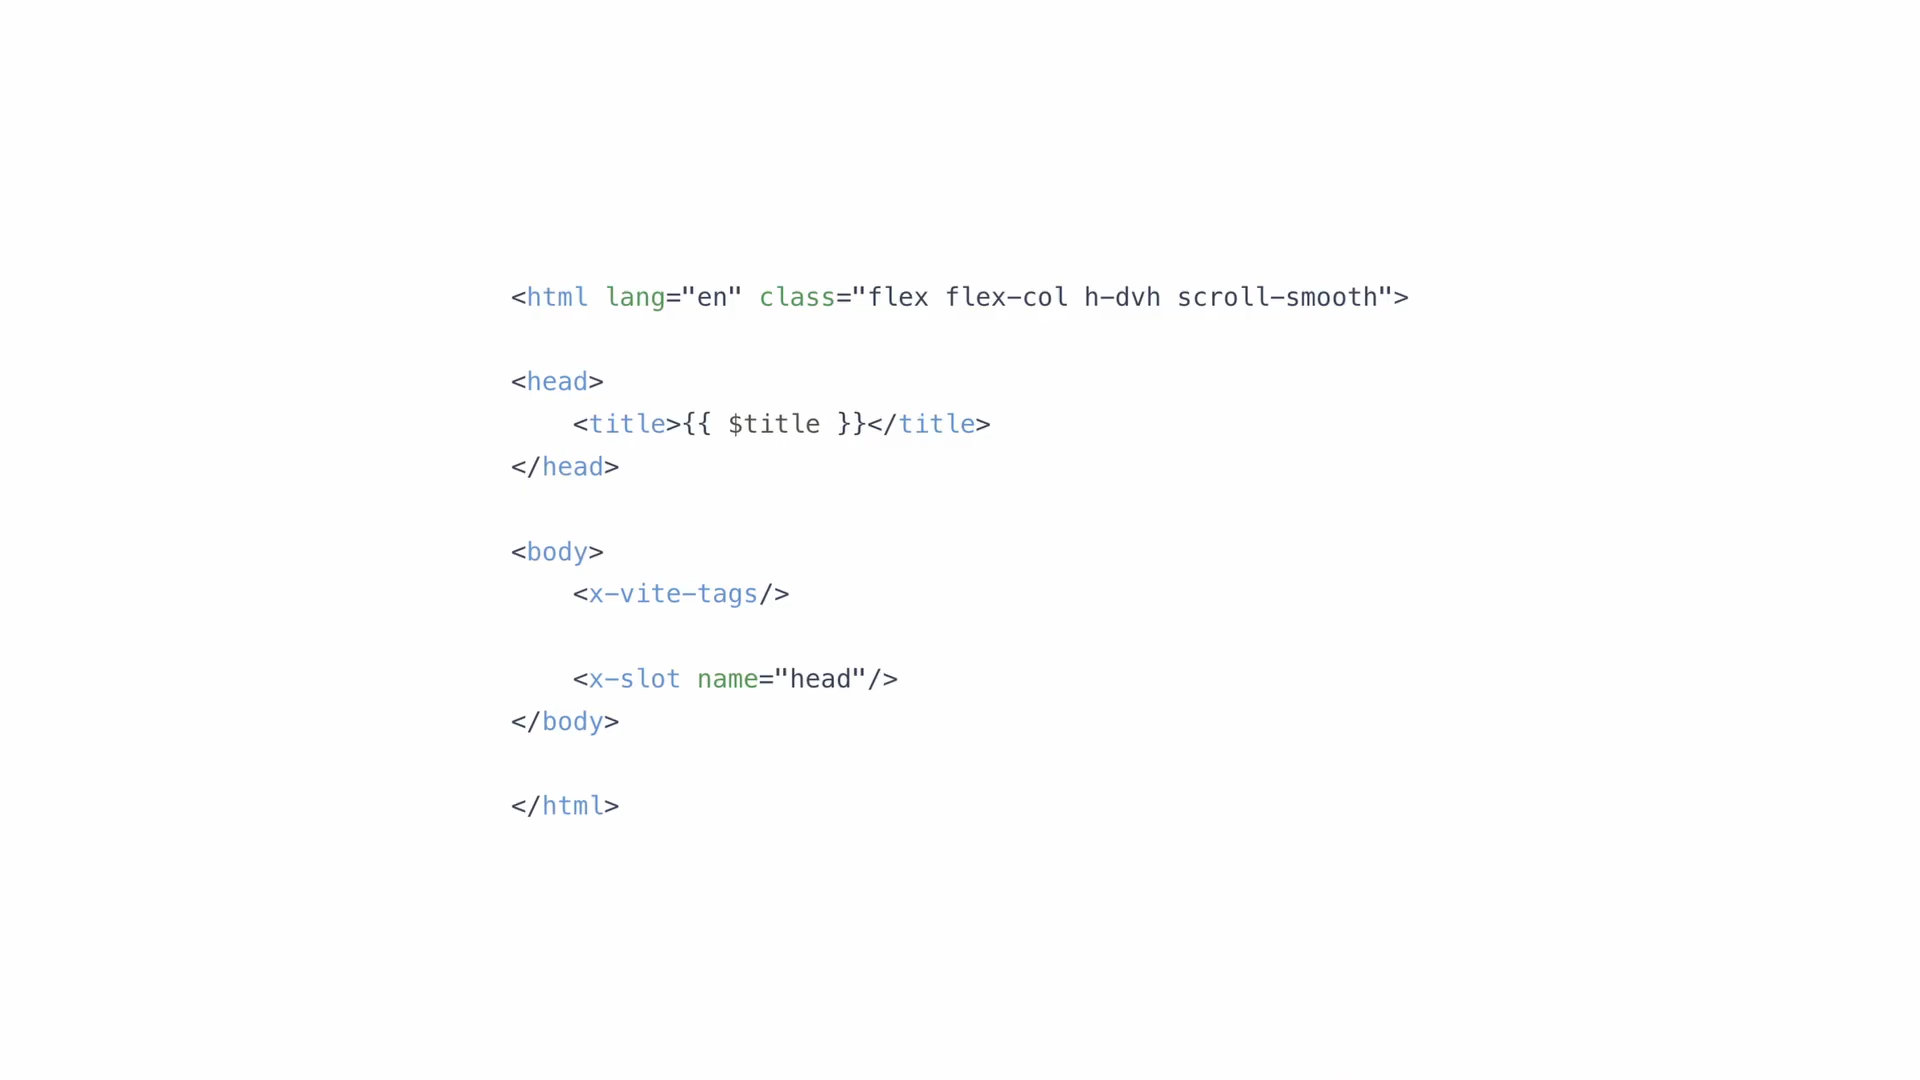 <html lang="en" class="flex flex-col h-dvh scroll-smooth">
<head>
    <title>{{ $title }}</title>
</head>
<body>
    <x-vite-tags/>
    <x-slot name="head"/>
</body>
</html>